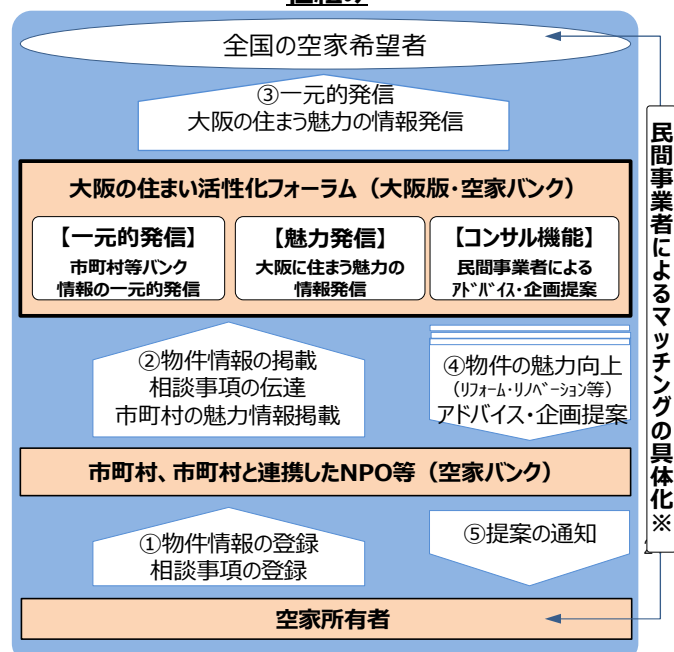 全国の空家希望者
③一元的発信
大阪の住まう魅力の情報発信
大阪の住まい活性化フォーラム（大阪版・空家バンク）
【一元的発信】
市町村等バンク
情報の一元的発信
【魅力発信】
大阪に住まう魅力の
情報発信
【コンサル機能】
民間事業者による
ｱﾄﾞﾊﾞｲｽ・企画提案
②物件情報の掲載
相談事項の伝達
市町村の魅力情報掲載
④物件の魅力向上
(ﾘﾌｫｰﾑ・ﾘﾉﾍﾞｰｼｮﾝ等)
アドバイス・企画提案
市町村、市町村と連携したNPO等（空家バンク）
①物件情報の登録
相談事項の登録
⑤提案の通知
空家所有者
民間事業者によるマッチングの具体化※